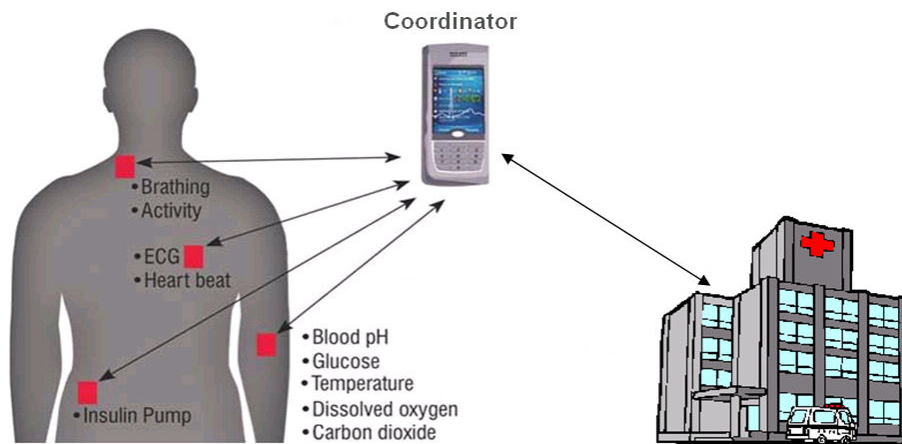 Coordinator
• Brathing
• Activity
• ECG
• Heart beat
• Blood pH
• Glucose
• Temperature
• Dissolved oxygen
• Carbon dioxide
• Insulin Pump